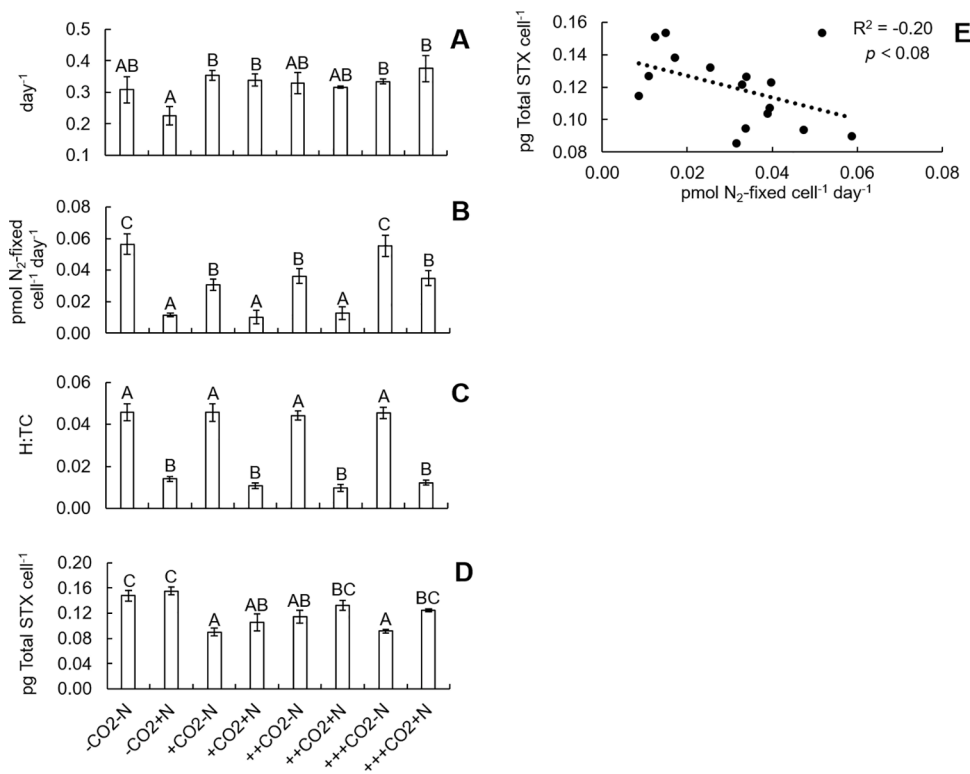 A
day⁻¹
0.5
0.4
0.3
0.2
0.1
AB
A
B
B
AB
AB
B
B
B
pmol N₂-fixed
cell⁻¹ day⁻¹
0.08
0.06
0.04
0.02
0.00
C
A
B
A
B
A
C
B
C
H:TC
0.06
0.04
0.02
0.00
A
B
A
B
A
B
A
B
D
pg Total STX cell⁻¹
0.20
0.16
0.12
0.08
0.04
0.00
C
C
A
AB
AB
BC
A
BC
-CO2-N
-CO2+N
+CO2-N
+CO2+N
++CO2-N
++CO2+N
+++CO2-N
+++CO2+N
E
pg Total STX cell⁻¹
0.16
0.14
0.12
0.10
0.08
R² = -0.20
p < 0.08
0.00
0.02
0.04
0.06
0.08
pmol N₂-fixed cell⁻¹ day⁻¹